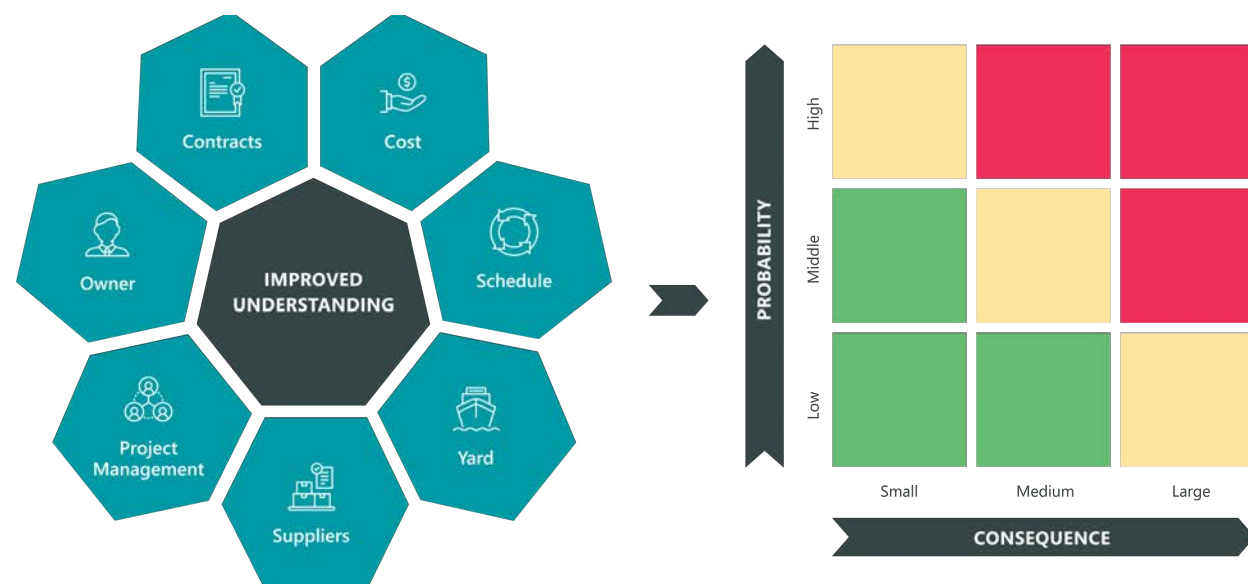 Contracts
Cost
Owner
Schedule
IMPROVED
UNDERSTANDING
Project
Management
Yard
Suppliers
PROBABILITY
High
Middle
Low
Small
Medium
Large
CONSEQUENCE